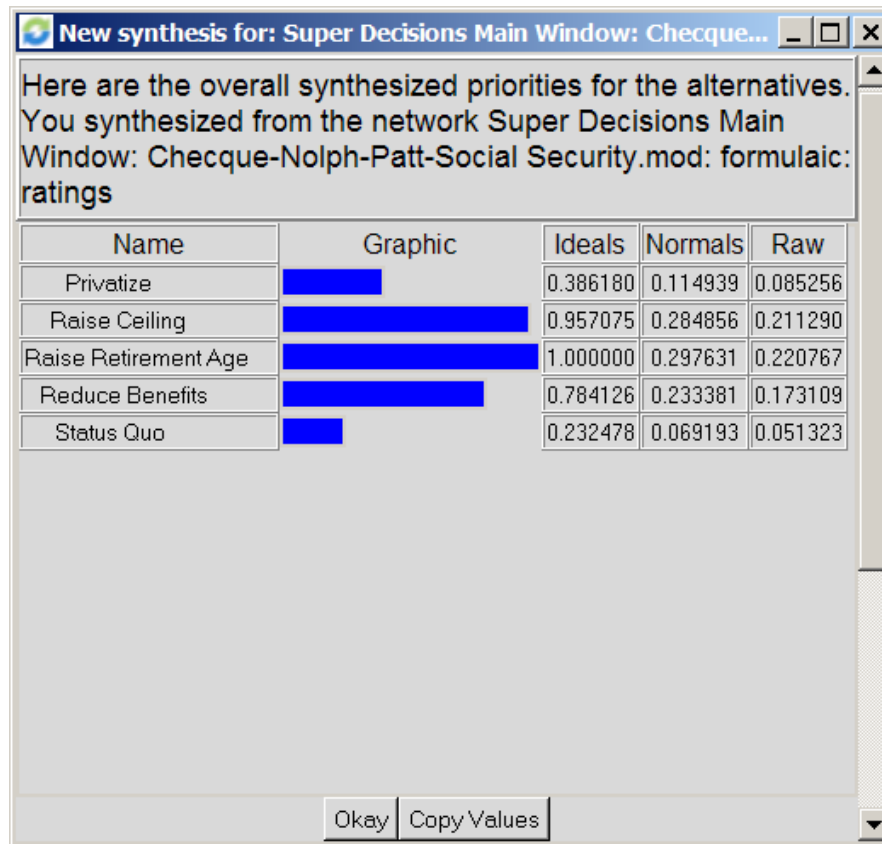 New synthesis for: Super Decisions Main Window: Checque...
Here are the overall synthesized priorities for the alternatives.
You synthesized from the network Super Decisions Main
Window: Checque-Nolph-Patt-Social Security.mod: formulaic:
ratings
Name Graphic Ideals Normals Raw
Privatize 0.386180 0.114939 0.085256
Raise Ceiling 0.957075 0.284856 0.211290
Raise Retirement Age 1.000000 0.297631 0.220767
Reduce Benefits 0.784126 0.233381 0.173109
Status Quo 0.232478 0.069193 0.051323
Okay Copy Values